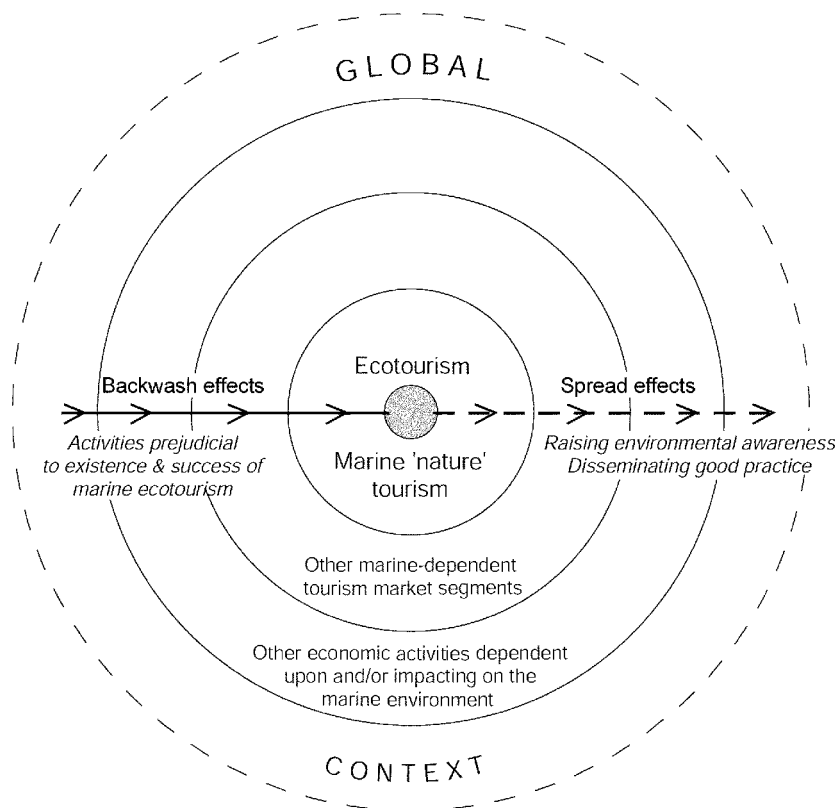 GLOBAL
Ecotourism
Backwash effects
Spread effects
Activities prejudicial
to existence & success of
marine ecotourism
Raising environmental awareness
Disseminating good practice
Marine 'nature'
tourism
Other marine-dependent
tourism market segments
Other economic activities dependent
upon and/or impacting on the
marine environment
CONTEXT